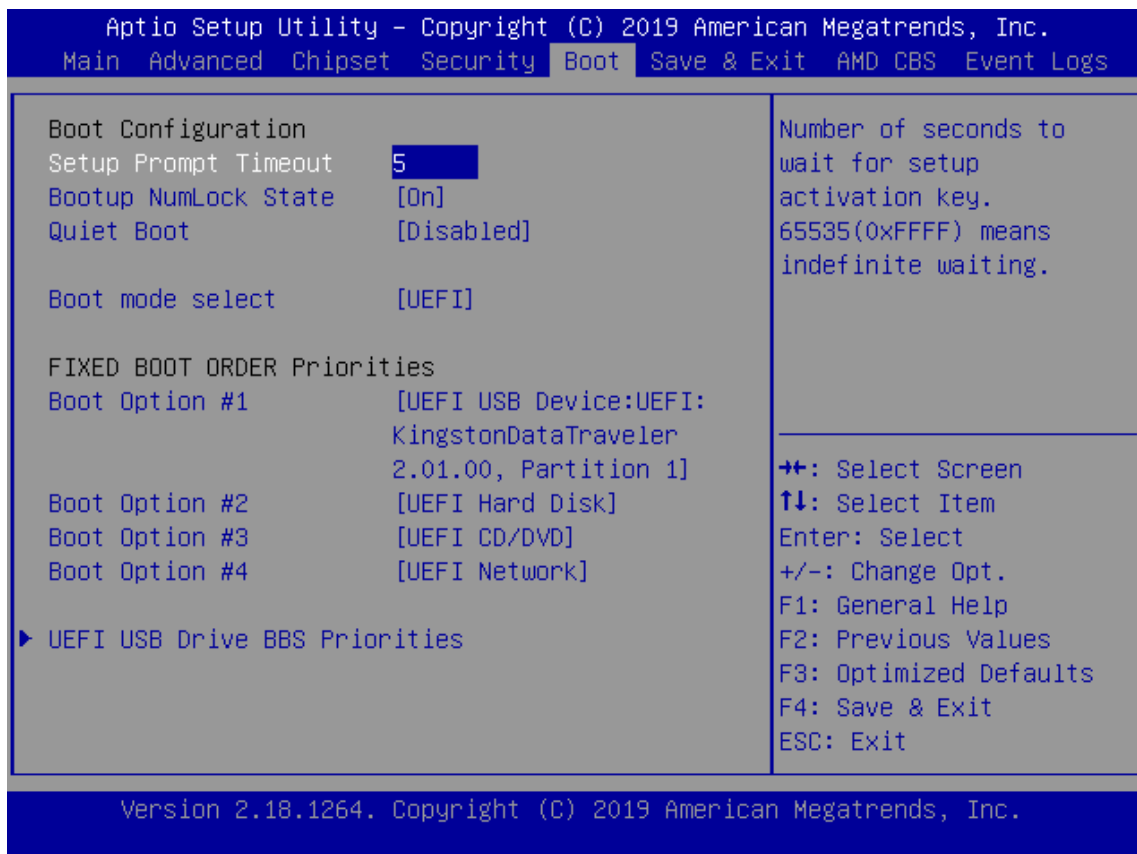 Aptio Setup Utility – Copyright (C) 2019 American Megatrends, Inc.
Main Advanced Chipset Security Boot Save & Exit AMD CBS Event Logs
Boot Configuration
Setup Prompt Timeout 5
Bootup NumLock State [On]
Quiet Boot [Disabled]
Boot mode select [UEFI]
FIXED BOOT ORDER Priorities
Boot Option #1 [UEFI USB Device:UEFI:
KingstonDataTraveler
2.01.00, Partition 1]
Boot Option #2 [UEFI Hard Disk]
Boot Option #3 [UEFI CD/DVD]
Boot Option #4 [UEFI Network]
UEFI USB Drive BBS Priorities
Number of seconds to
wait for setup
activation key.
65535(0xFFFF) means
indefinite waiting.
→←: Select Screen
↑↓: Select Item
Enter: Select
+/-: Change Opt.
F1: General Help
F2: Previous Values
F3: Optimized Defaults
F4: Save & Exit
ESC: Exit
Version 2.18.1264. Copyright (C) 2019 American Megatrends, Inc.